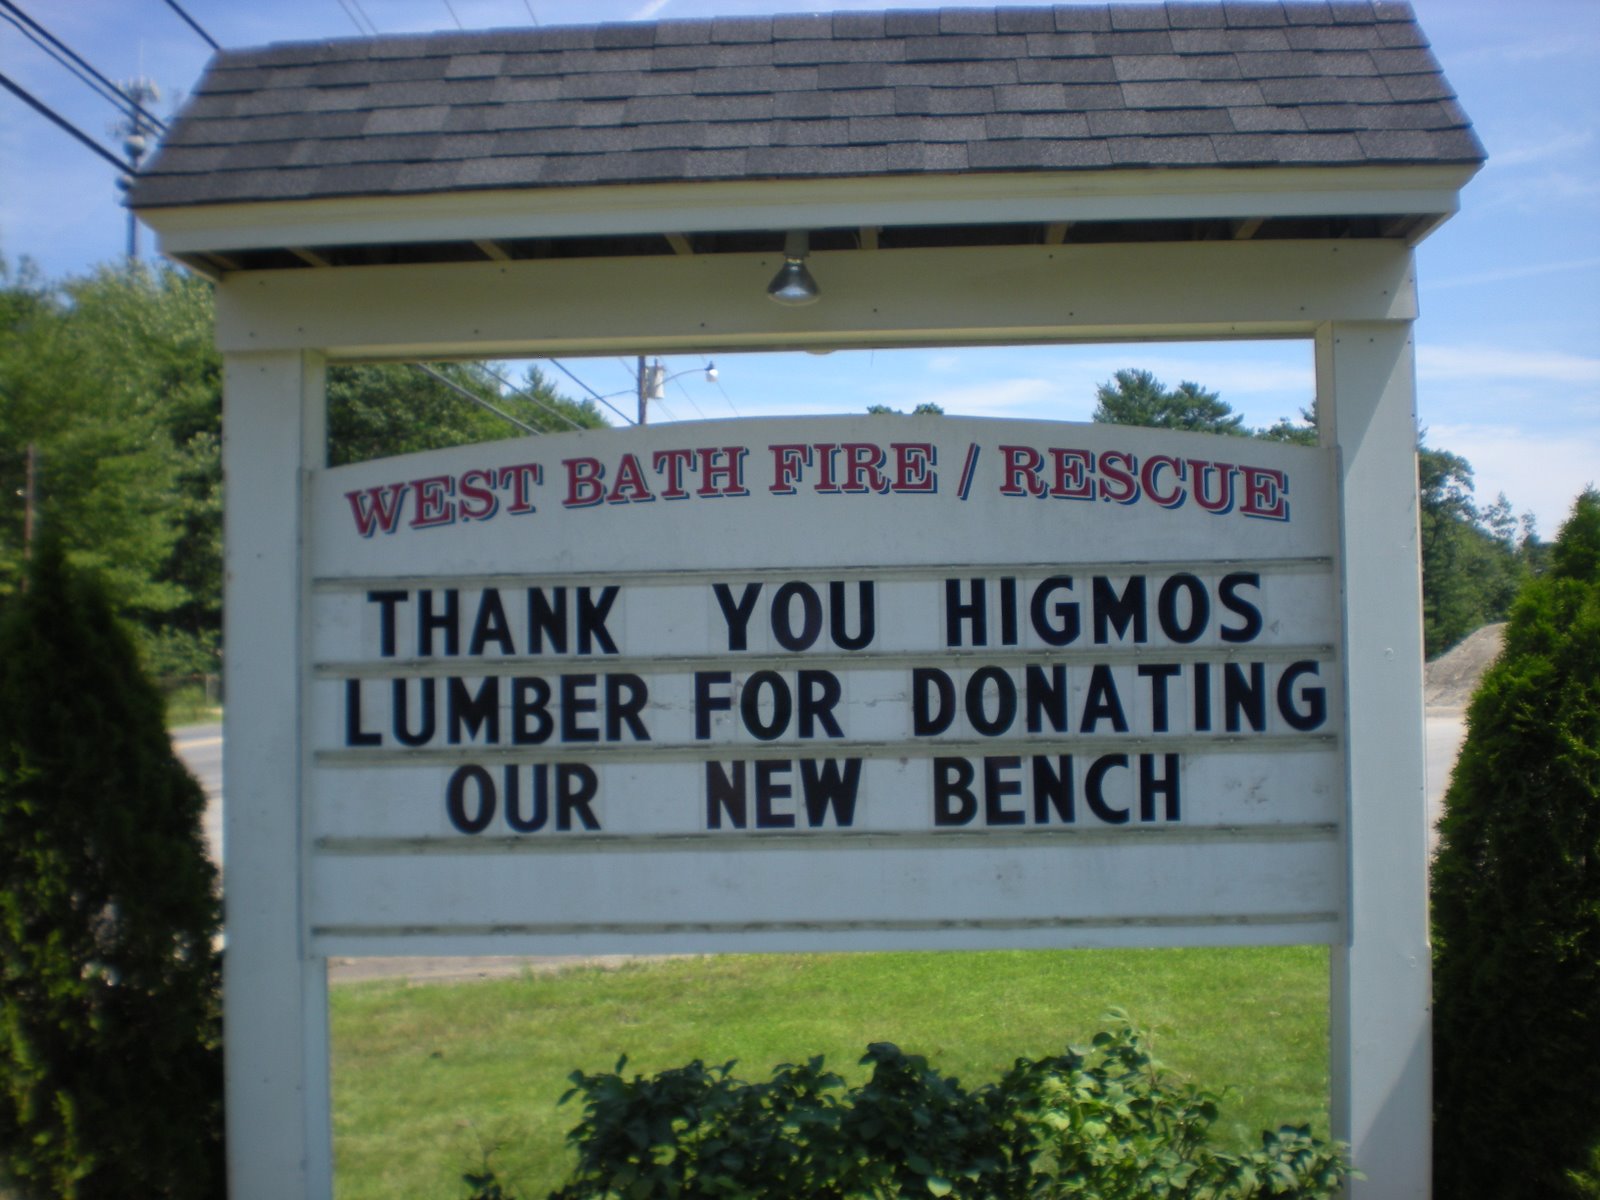 WEST BATH FIRE / RESCUE
THANK YOU HIGMOS
LUMBER FOR DONATING
OUR NEW BENCH